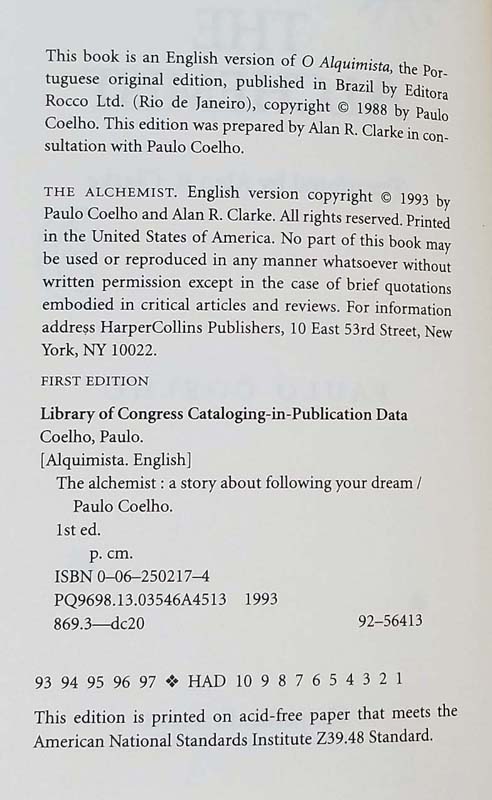 This book is an English version of O Alquimista, the Por-
tuguese original edition, published in Brazil by Editora
Rocco Ltd. (Rio de Janeiro), copyright © 1988 by Paulo
Coelho. This edition was prepared by Alan R. Clarke in con-
sultation with Paulo Coelho.
THE ALCHEMIST. English version copyright © 1993 by
Paulo Coelho and Alan R. Clarke. All rights reserved. Printed
in the United States of America. No part of this book may
be used or reproduced in any manner whatsoever without
written permission except in the case of brief quotations
embodied in critical articles and reviews. For information
address HarperCollins Publishers, 10 East 53rd Street, New
York, NY 10022.
FIRST EDITION
Library of Congress Cataloging-in-Publication Data
Coelho, Paulo.
[Alquimista. English]
The alchemist : a story about following your dream /
Paulo Coelho.
1st ed.
p. cm.
ISBN 0–06–250217–4
PQ9698.13.03546A4513 1993
869.3—dc20 92–56413
93 94 95 96 97 ❖ HAD 10 9 8 7 6 5 4 3 2 1
This edition is printed on acid-free paper that meets the
American National Standards Institute Z39.48 Standard.